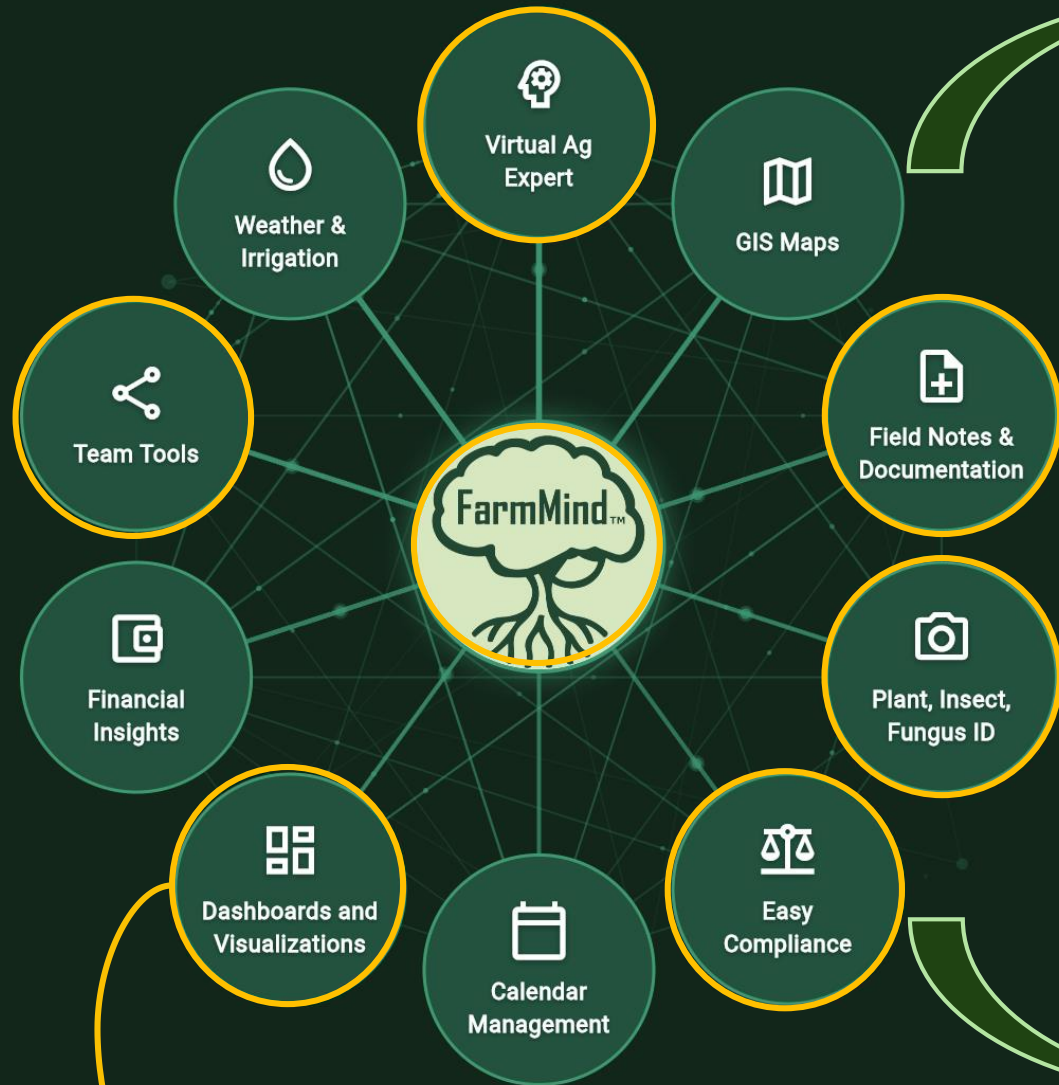 Virtual Ag
Expert
Weather &
Irrigation
GIS Maps
Team Tools
Field Notes &
Documentation
FarmMind™
Financial
Insights
Plant, Insect,
Fungus ID
Dashboards and
Visualizations
Easy
Compliance
Calendar
Management